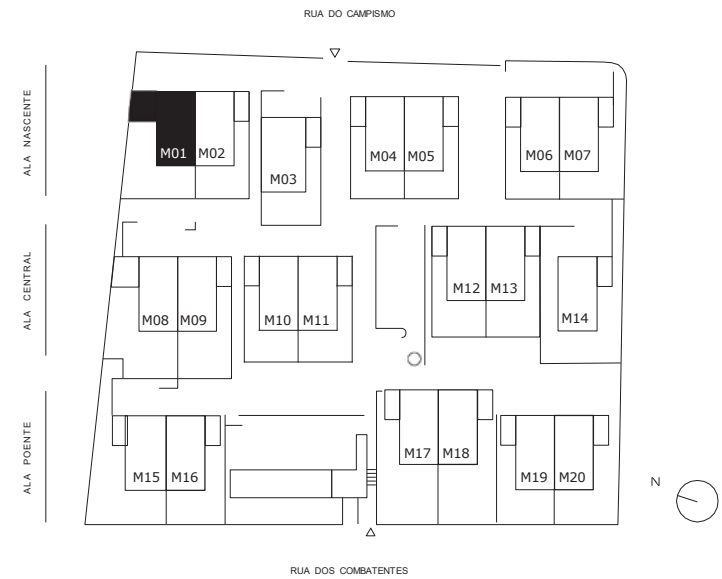 RUA DO CAMPISMO
ALA NASCENTE
M01 M02
M03
M04 M05
M06 M07
ALA CENTRAL
M08 M09
M10 M11
M12 M13
M14
ALA POENTE
M15 M16
M17 M18
M19 M20
N
RUA DOS COMBATENTES